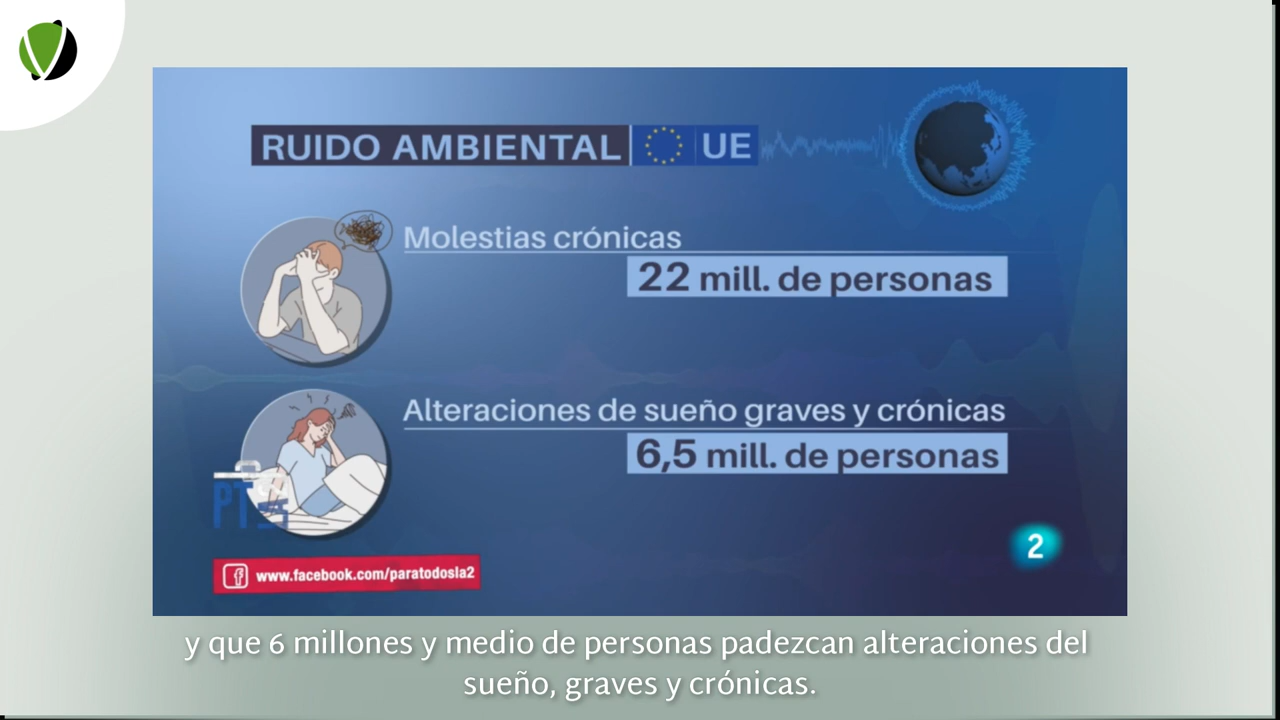 RUIDO AMBIENTAL UE
Molestias crónicas
22 mill. de personas
Alteraciones de sueño graves y crónicas
6,5 mill. de personas
www.facebook.com/paratodosla2
2
y que 6 millones y medio de personas padezcan alteraciones del
sueño, graves y crónicas.